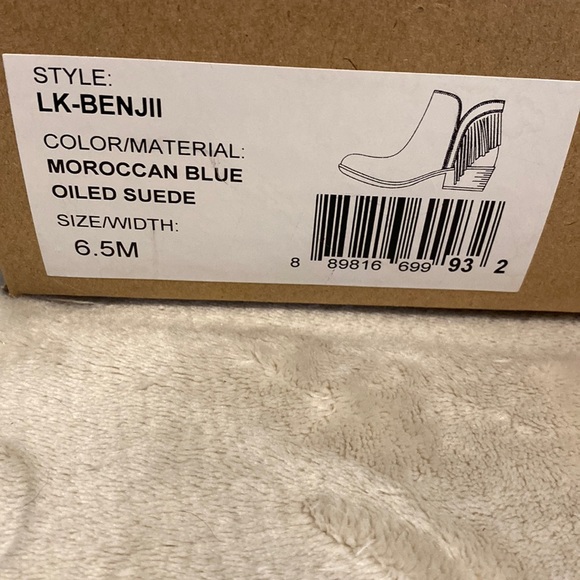 STYLE:
LK-BENJII
COLOR/MATERIAL:
MOROCCAN BLUE
OILED SUEDE
SIZE/WIDTH:
6.5M
8 89816 699 93 2